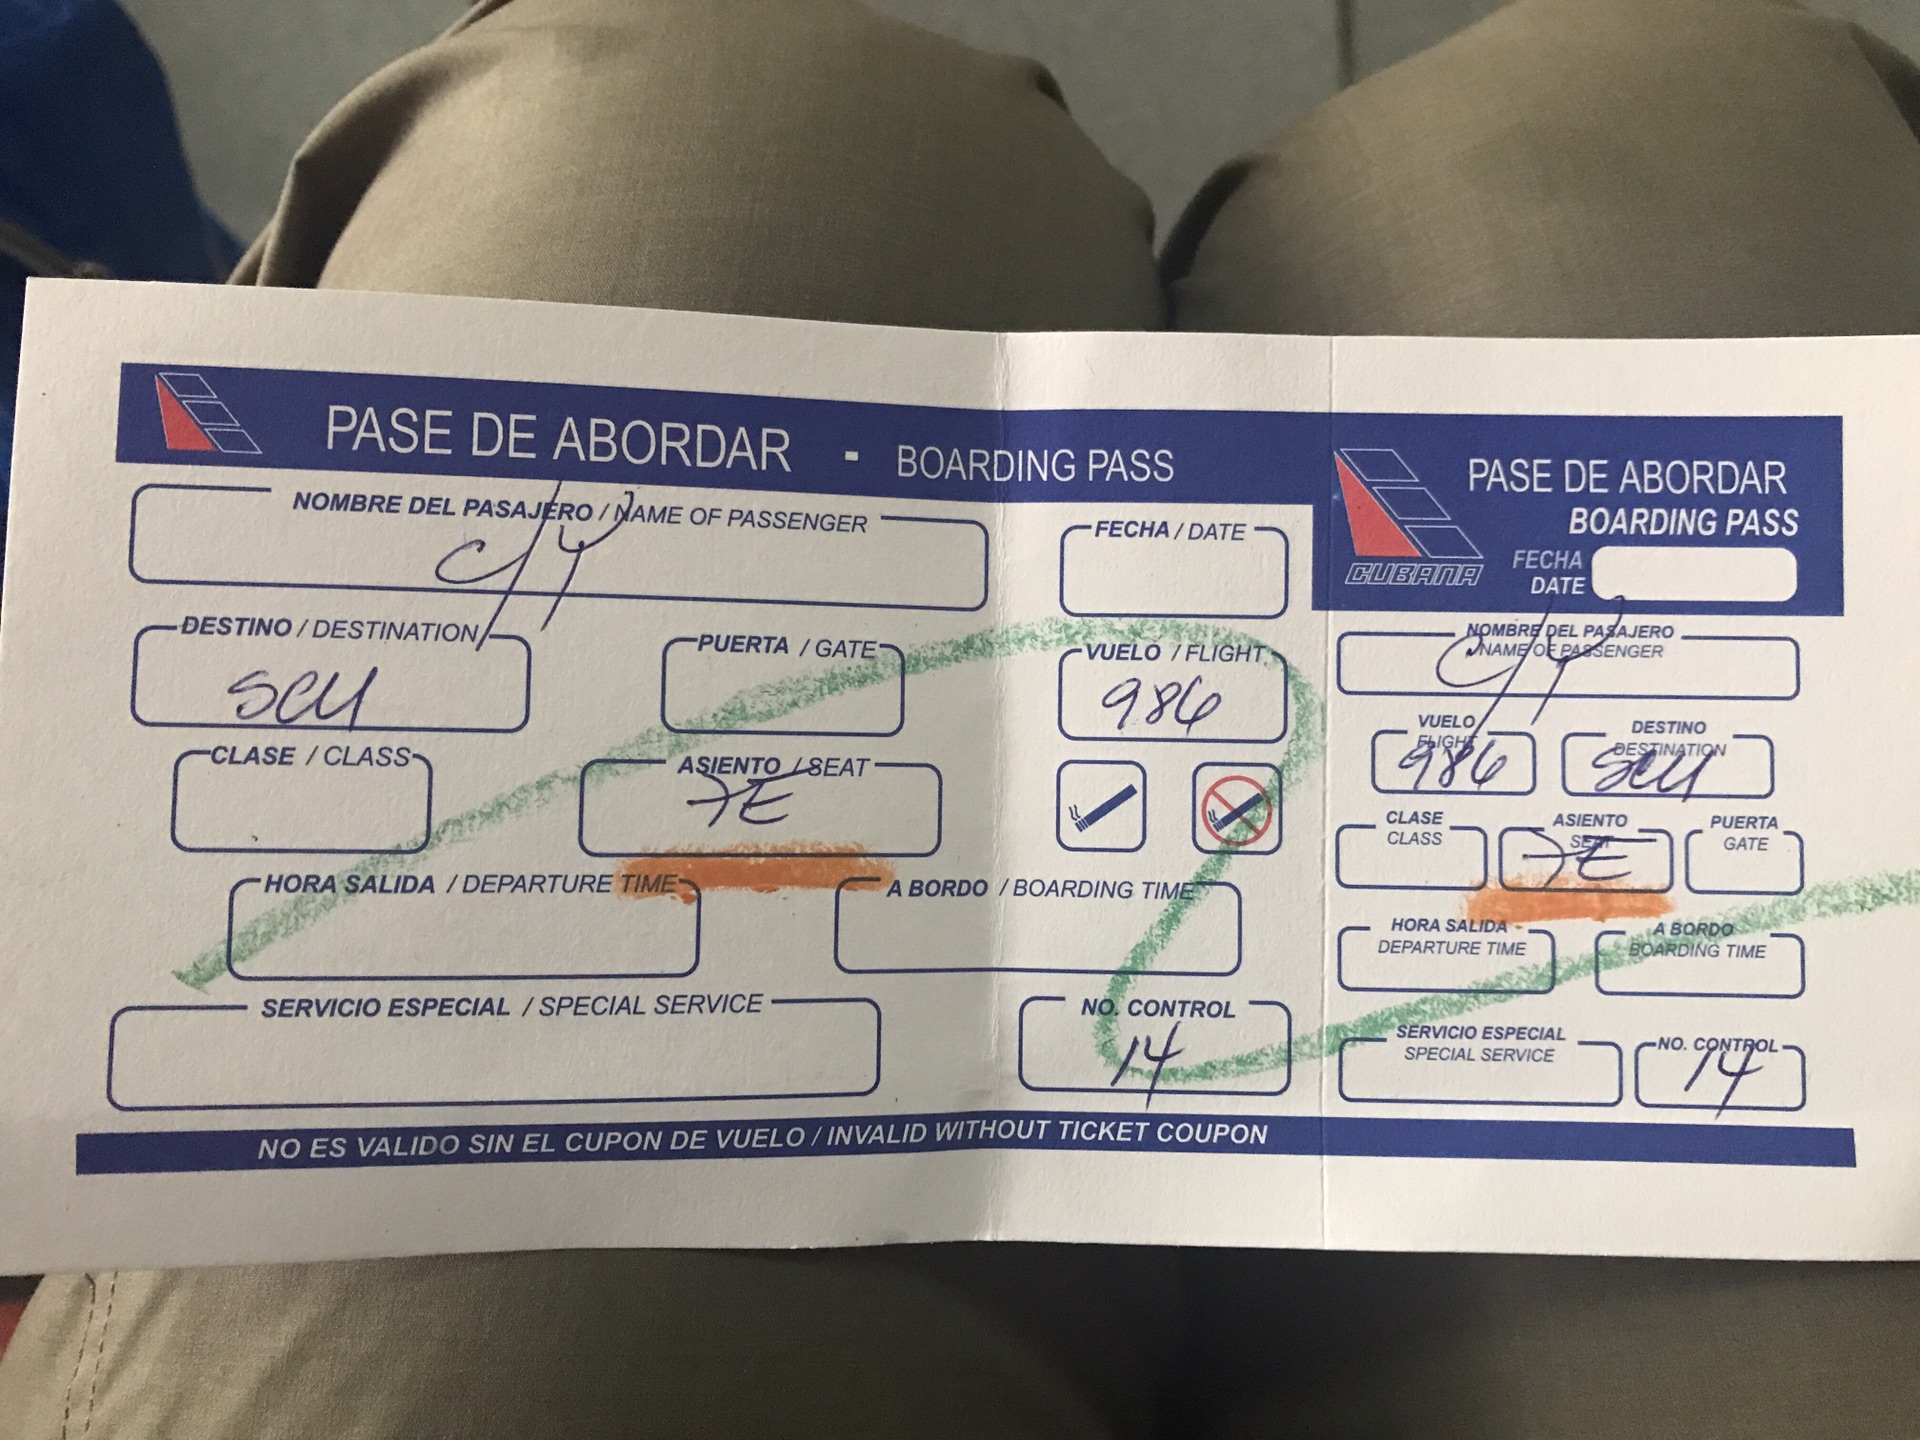 PASE DE ABORDAR - BOARDING PASS
NOMBRE DEL PASAJERO / NAME OF PASSENGER
FECHA / DATE
DESTINO / DESTINATION
SCU
PUERTA / GATE
VUELO / FLIGHT
986
CLASE / CLASS
ASIENTO / SEAT
7E
HORA SALIDA / DEPARTURE TIME
A BORDO / BOARDING TIME
SERVICIO ESPECIAL / SPECIAL SERVICE
NO. CONTROL
14
NO ES VALIDO SIN EL CUPON DE VUELO / INVALID WITHOUT TICKET COUPON
PASE DE ABORDAR
BOARDING PASS
CUBANA
FECHA
DATE
NOMBRE DEL PASAJERO
NAME OF PASSENGER
VUELO
FLIGHT
986
DESTINO
DESTINATION
SCU
CLASE
CLASS
ASIENTO
SEAT
7E
PUERTA
GATE
HORA SALIDA
DEPARTURE TIME
A BORDO
BOARDING TIME
SERVICIO ESPECIAL
SPECIAL SERVICE
NO. CONTROL
14